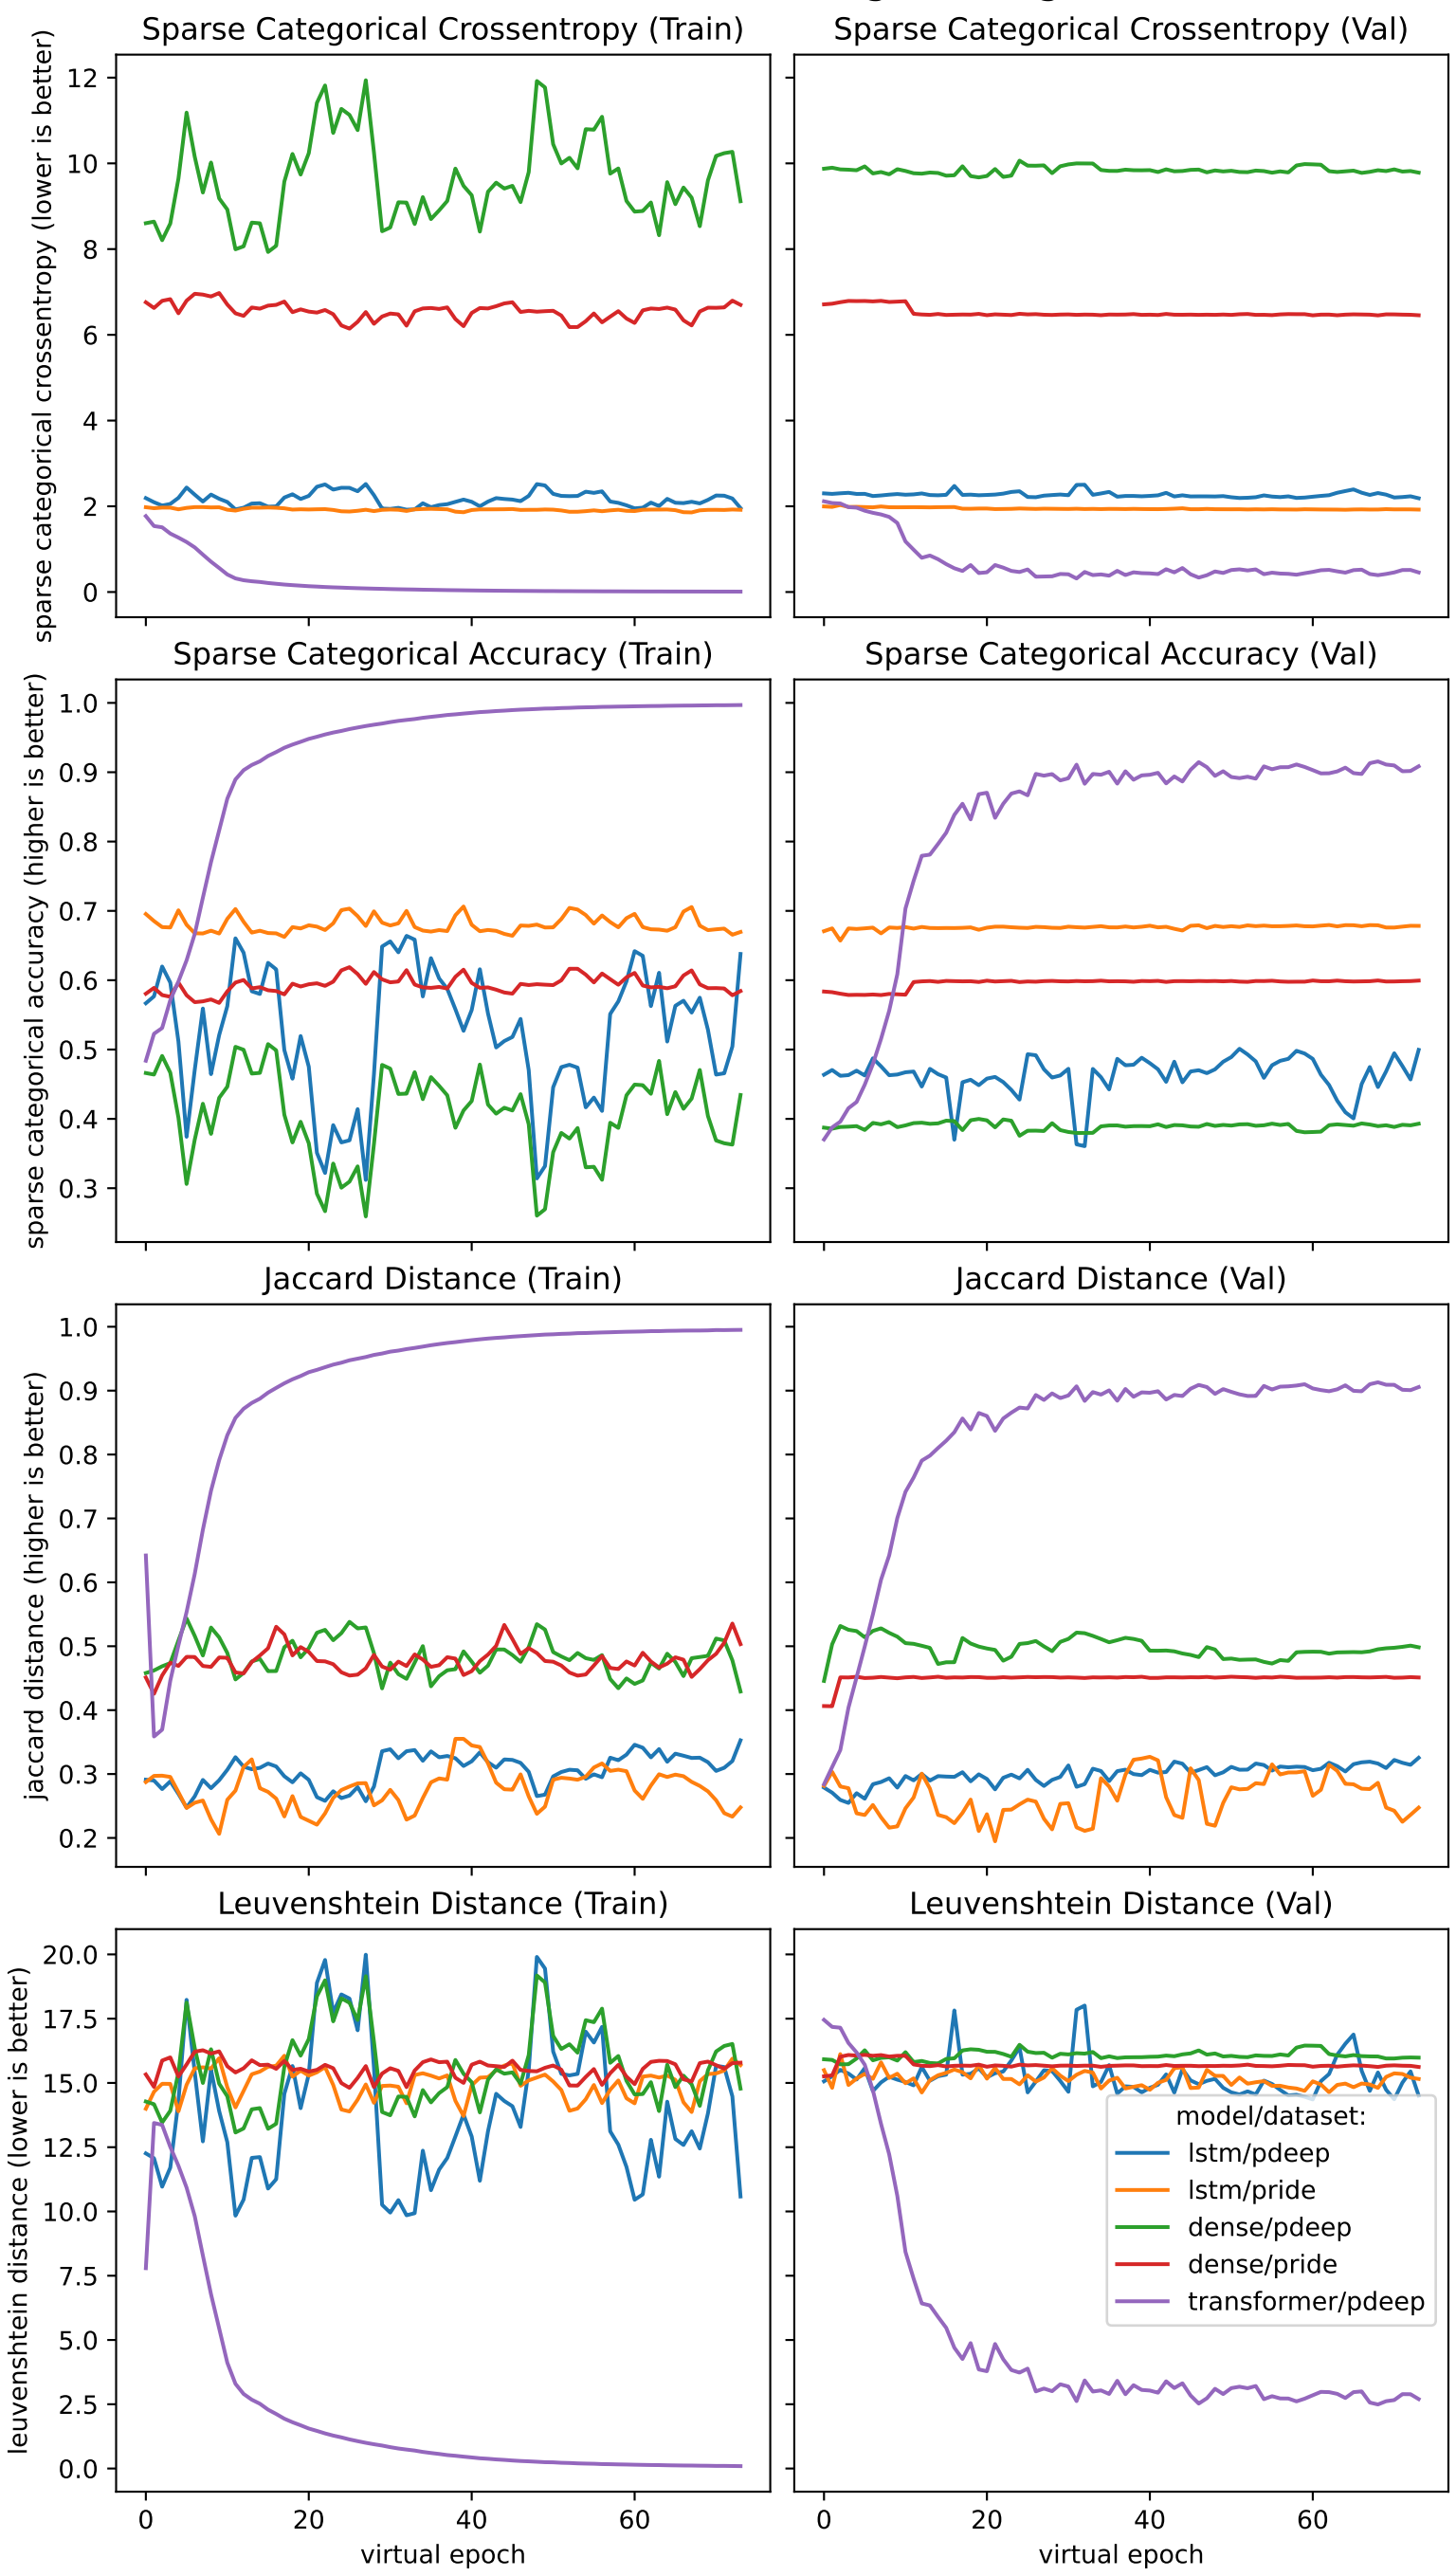 Sparse Categorical Crossentropy (Train)
Sparse Categorical Crossentropy (Val)
sparse categorical crossentropy (lower is better)
12
10
8
6
4
2
0
Sparse Categorical Accuracy (Train)
Sparse Categorical Accuracy (Val)
sparse categorical accuracy (higher is better)
1.0
0.9
0.8
0.7
0.6
0.5
0.4
0.3
Jaccard Distance (Train)
Jaccard Distance (Val)
jaccard distance (higher is better)
1.0
0.9
0.8
0.7
0.6
0.5
0.4
0.3
0.2
Leuvenshtein Distance (Train)
Leuvenshtein Distance (Val)
leuvenshtein distance (lower is better)
20.0
17.5
15.0
12.5
10.0
7.5
5.0
2.5
0.0
model/dataset:
lstm/pdeep
lstm/pride
dense/pdeep
dense/pride
transformer/pdeep
0 20 40 60
0 20 40 60
virtual epoch
virtual epoch